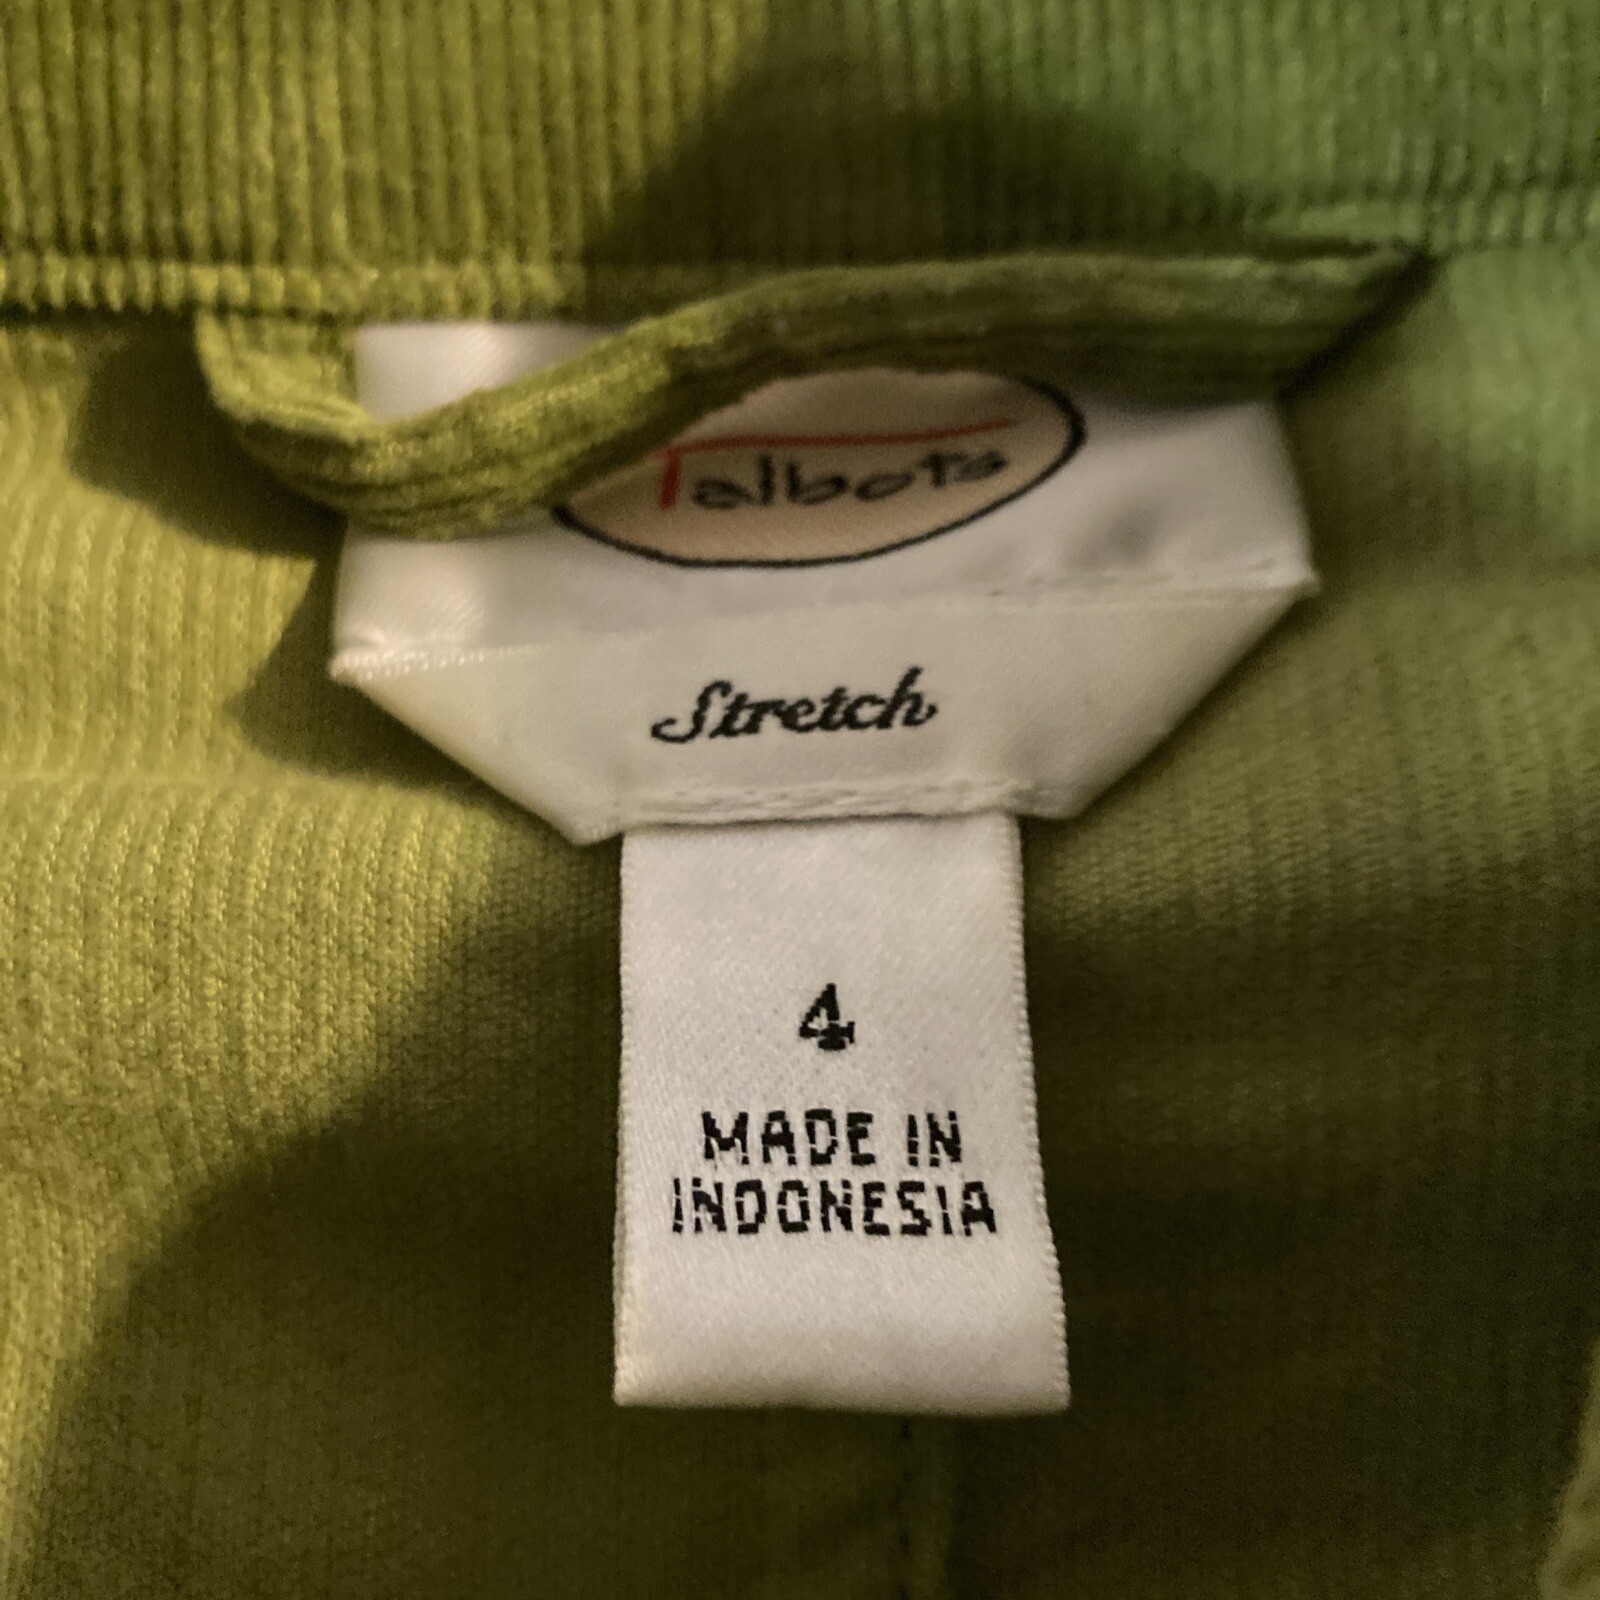 Talbots
Stretch
4
MADE IN
INDONESIA